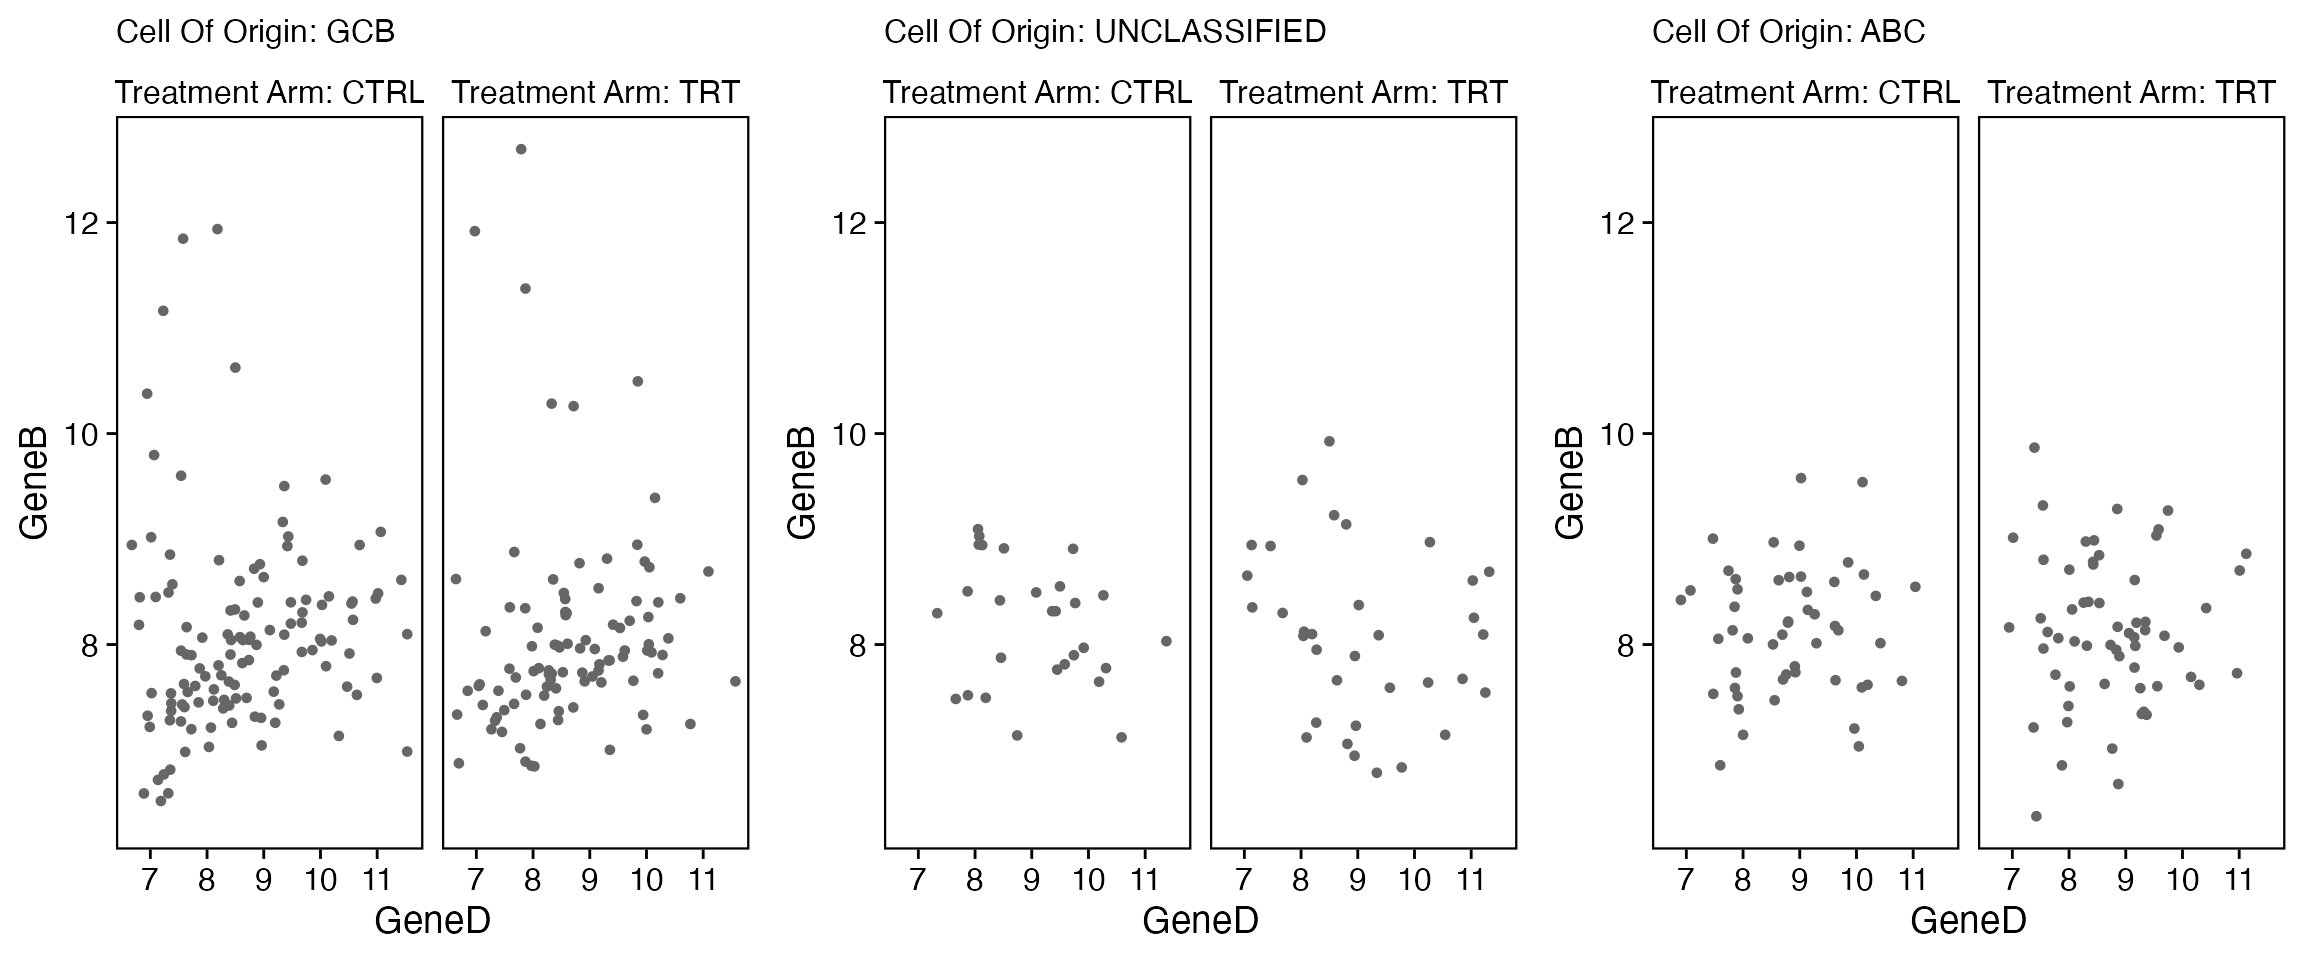 Cell Of Origin: GCB
Cell Of Origin: UNCLASSIFIED
Cell Of Origin: ABC
Treatment Arm: CTRL
Treatment Arm: TRT
Treatment Arm: CTRL
Treatment Arm: TRT
Treatment Arm: CTRL
Treatment Arm: TRT
12
12
12
10
10
10
GeneB
GeneB
GeneB
8
8
8
7 8 9 10 11
7 8 9 10 11
7 8 9 10 11
7 8 9 10 11
7 8 9 10 11
7 8 9 10 11
GeneD
GeneD
GeneD